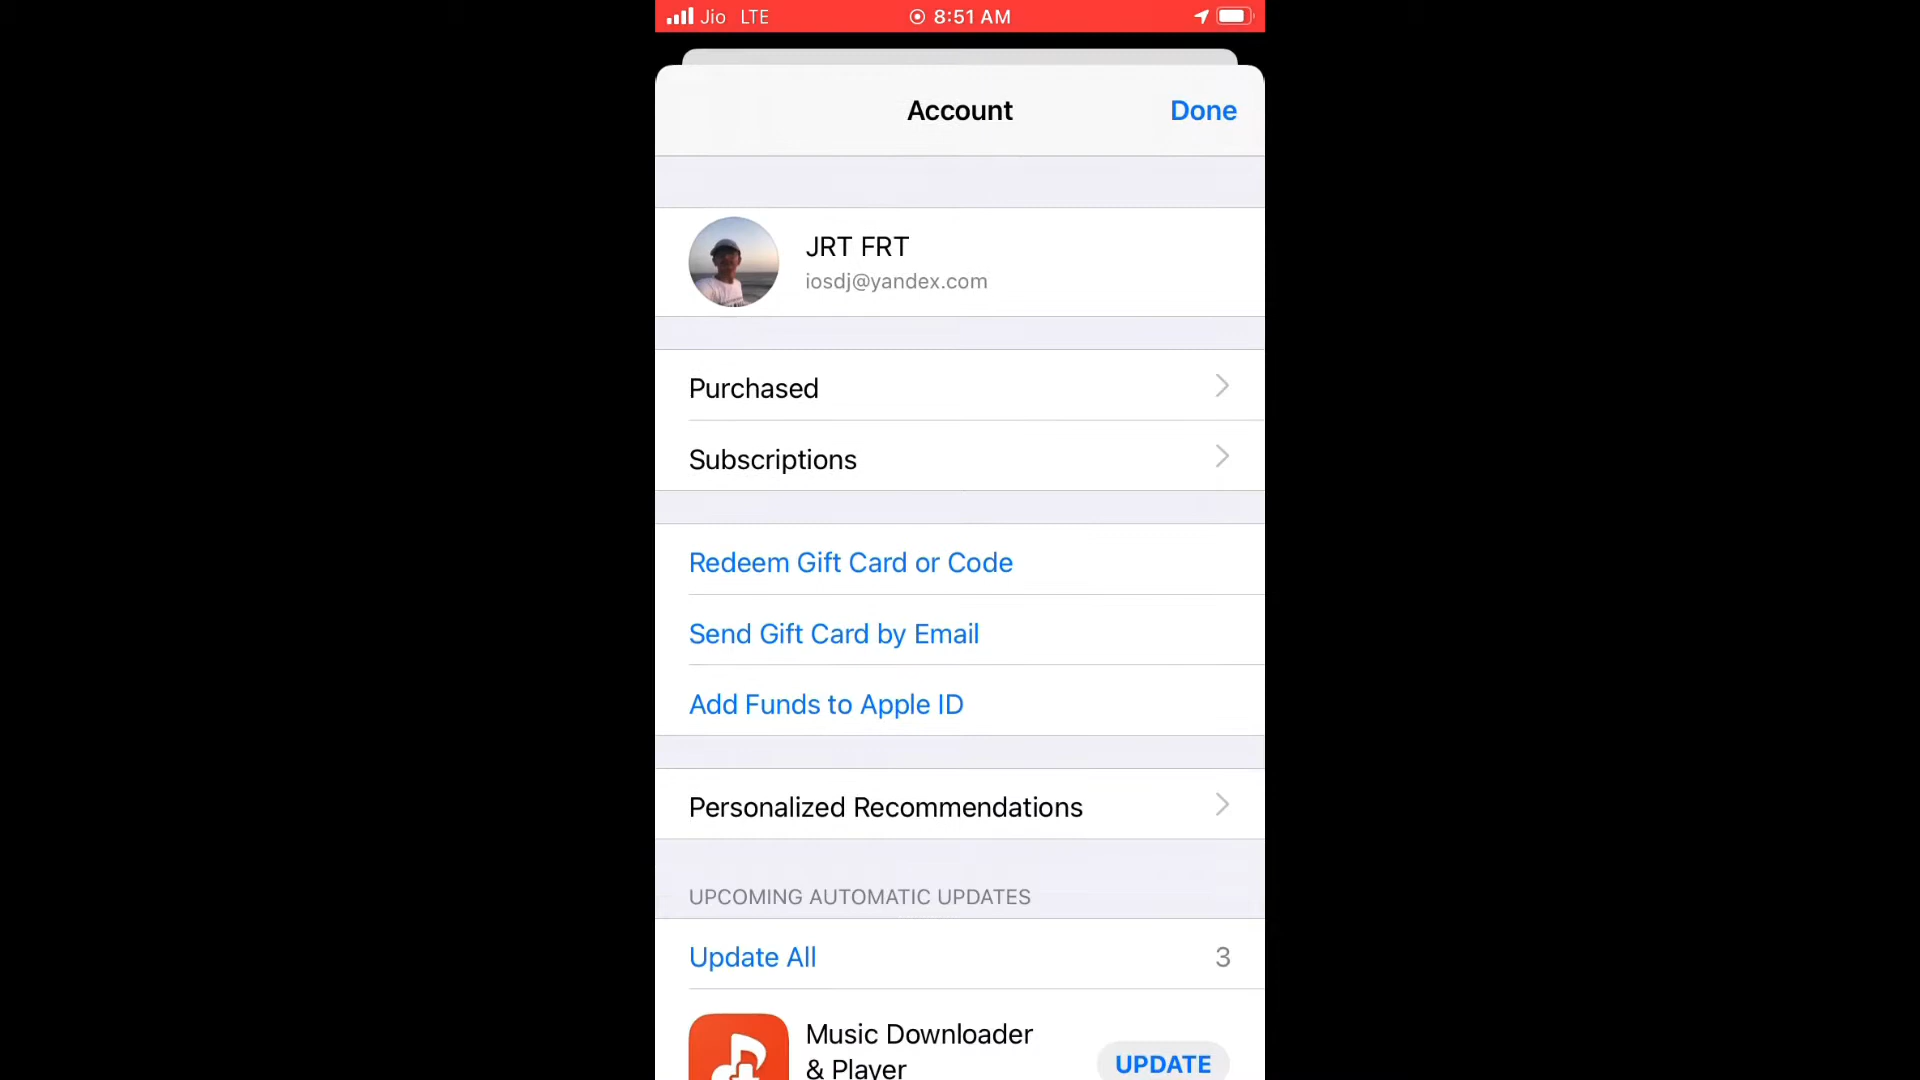 Jio LTE 8:51 AM
Account
Done
JRT FRT
iosdj@yandex.com
Purchased
Subscriptions
Redeem Gift Card or Code
Send Gift Card by Email
Add Funds to Apple ID
Personalized Recommendations
UPCOMING AUTOMATIC UPDATES
Update All 3
Music Downloader
& Player
UPDATE